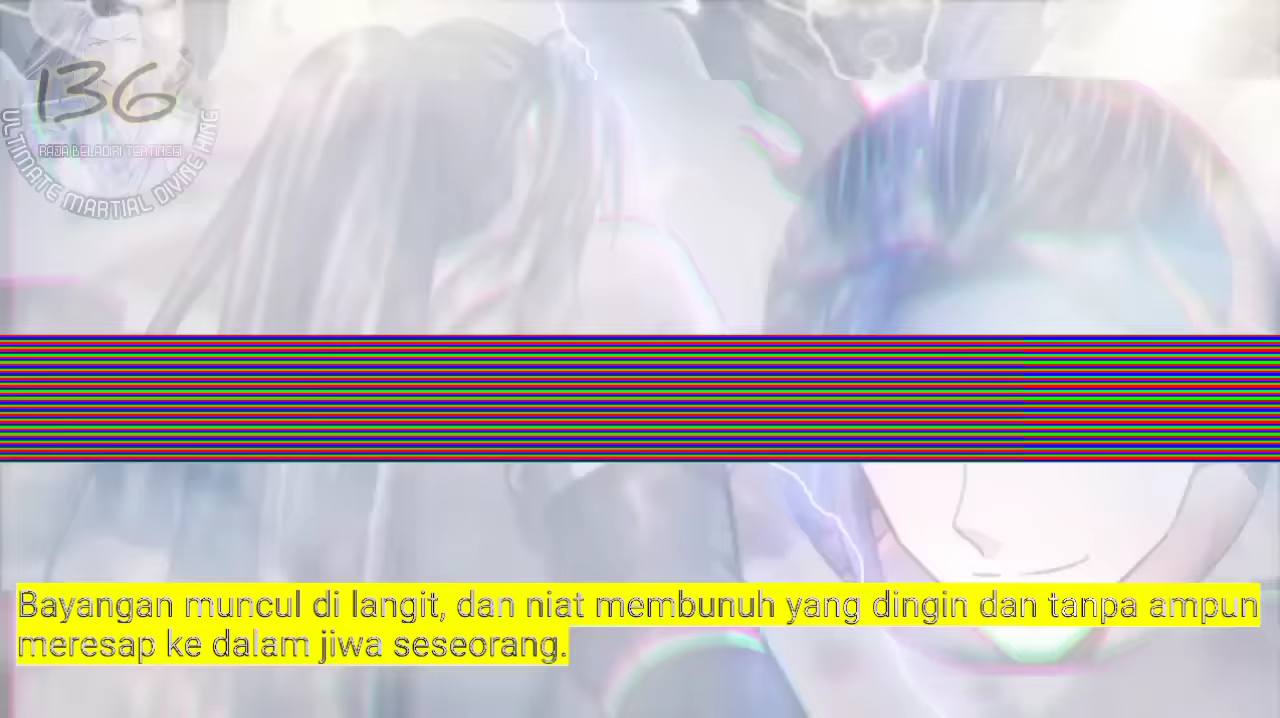 136
RAJA BELADIRI TERTINGGI
ULTIMATE MARTIAL DIVINE KING
Bayangan muncul di langit, dan niat membunuh yang dingin dan tanpa ampun
meresap ke dalam jiwa seseorang.